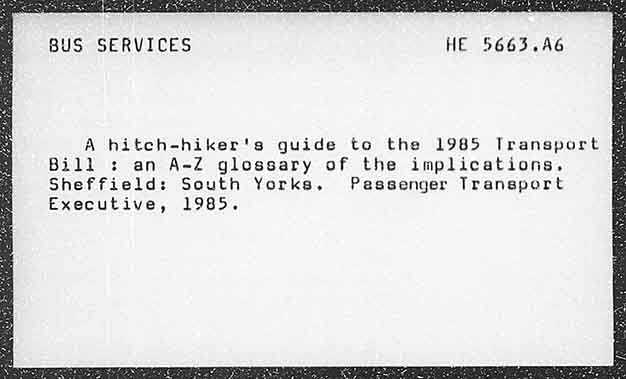 BUS SERVICES HE 5663.A6
A hitch-hiker's guide to the 1985 Transport
Bill : an A-Z glossary of the implications.
Sheffield: South Yorks. Passenger Transport
Executive, 1985.